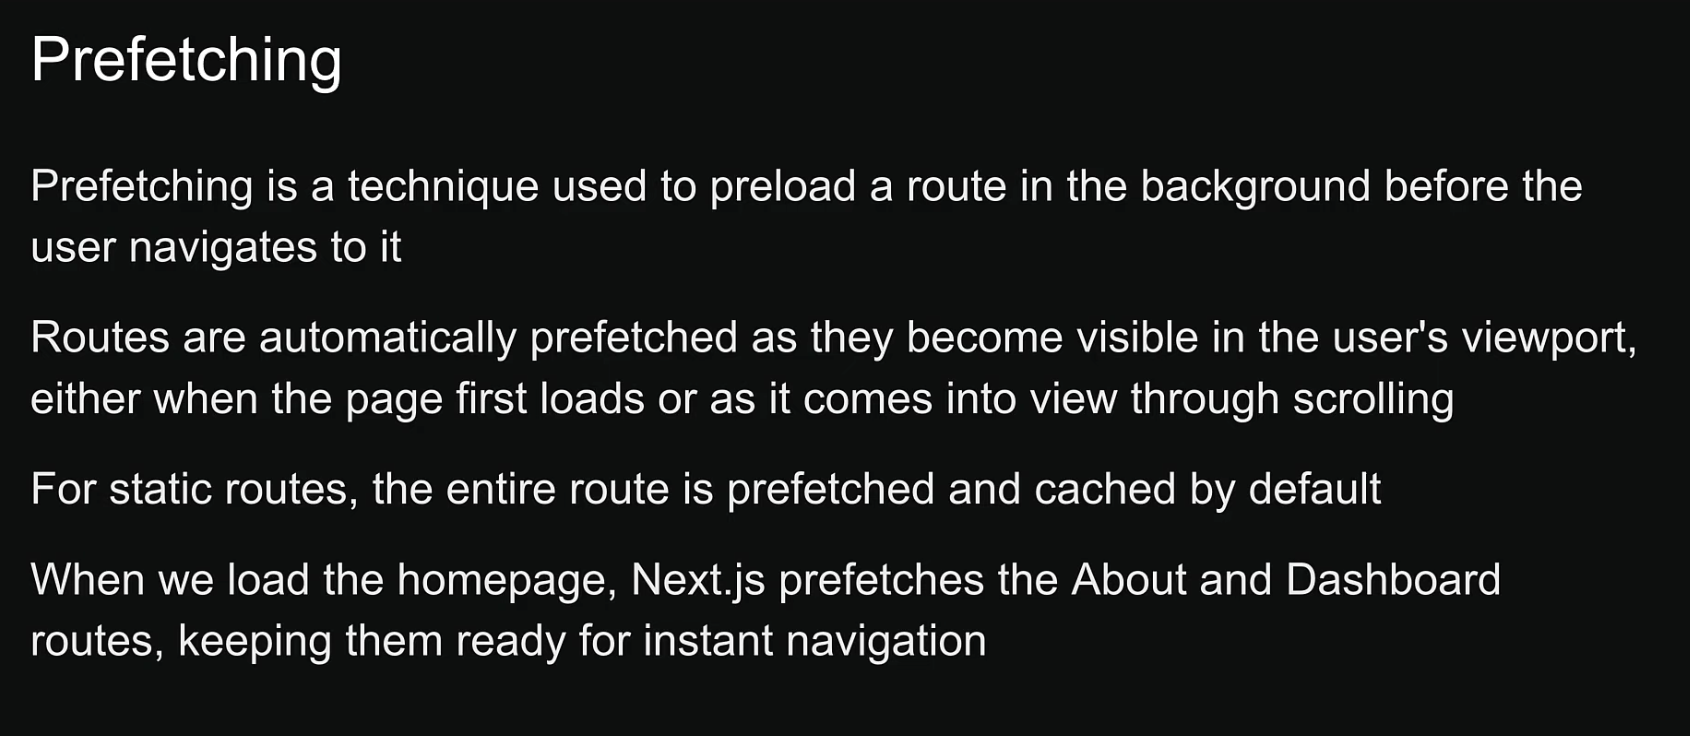 Prefetching
Prefetching is a technique used to preload a route in the background before the
user navigates to it
Routes are automatically prefetched as they become visible in the user's viewport,
either when the page first loads or as it comes into view through scrolling
For static routes, the entire route is prefetched and cached by default
When we load the homepage, Next.js prefetches the About and Dashboard
routes, keeping them ready for instant navigation